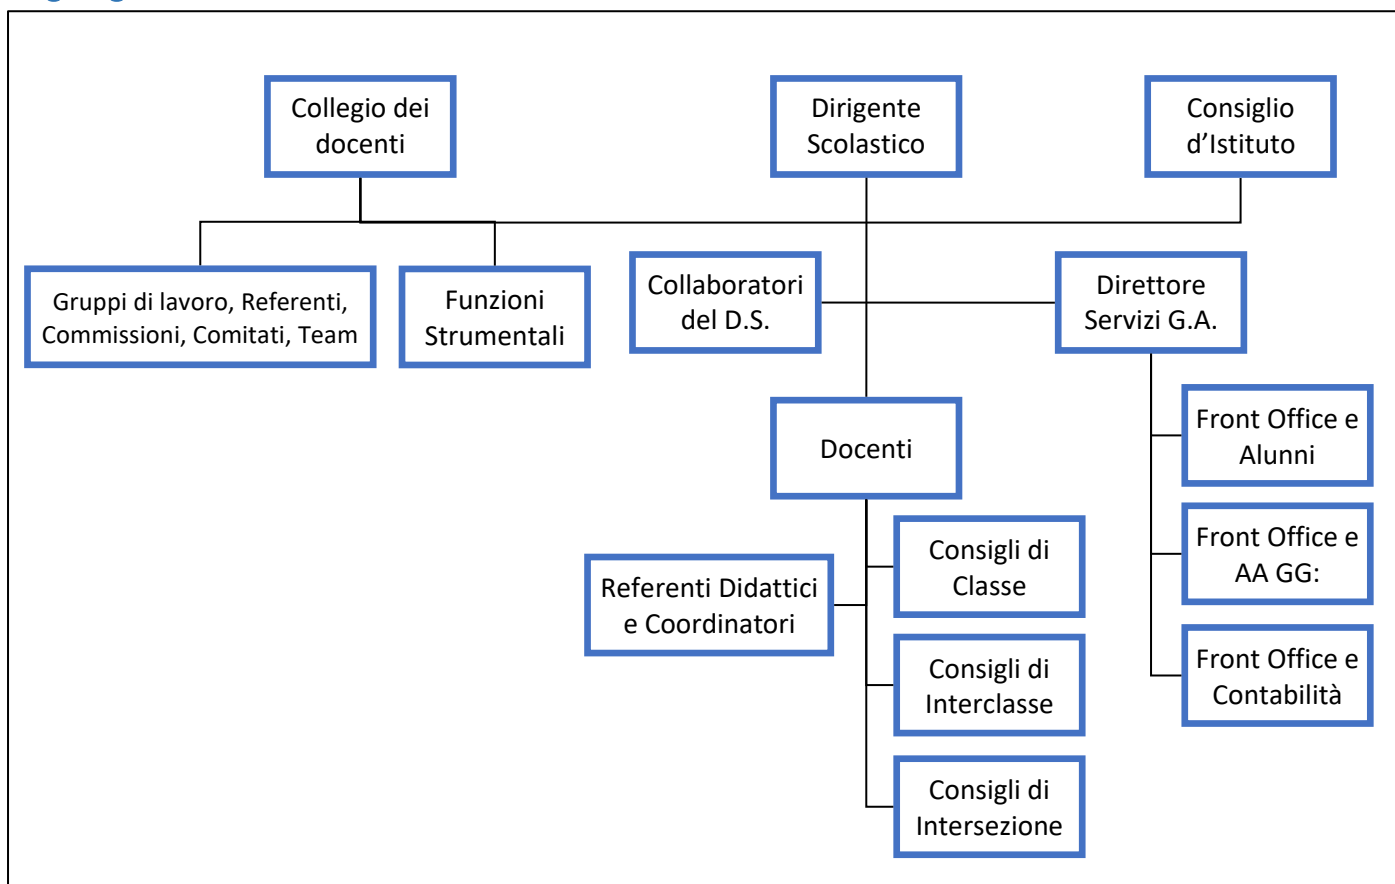 Collegio dei
docenti
Dirigente
Scolastico
Consiglio
d’Istituto
Gruppi di lavoro, Referenti,
Commissioni, Comitati, Team
Funzioni
Strumentali
Collaboratori
del D.S.
Direttore
Servizi G.A.
Docenti
Front Office e
Alunni
Referenti Didattici
e Coordinatori
Consigli di
Classe
Front Office e
AA GG:
Consigli di
Interclasse
Front Office e
Contabilità
Consigli di
Intersezione